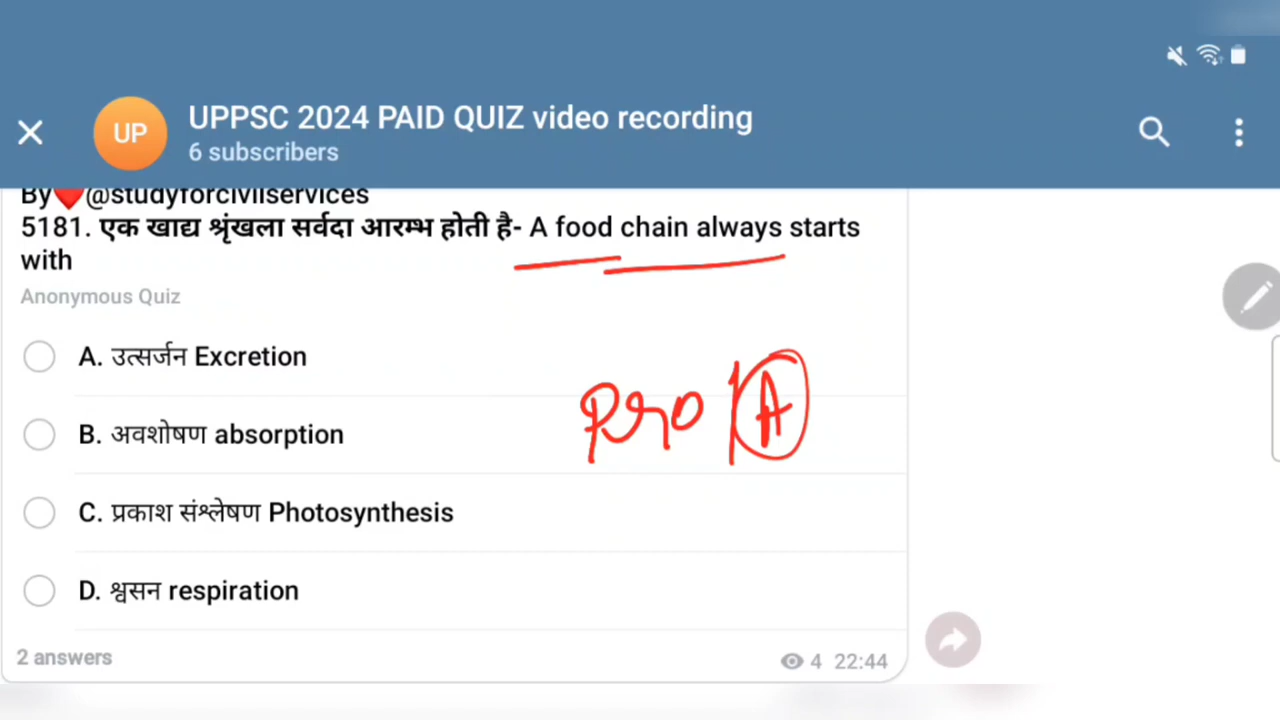 UP
UPPSC 2024 PAID QUIZ video recording
6 subscribers
By❤️@studyforcivilservices
5181. एक खाद्य श्रृंखला सर्वदा आरम्भ होती है- A food chain always starts
with
Anonymous Quiz
A. उत्सर्जन Excretion
B. अवशोषण absorption
C. प्रकाश संश्लेषण Photosynthesis
D. श्वसन respiration
Pro A
2 answers
4 22:44